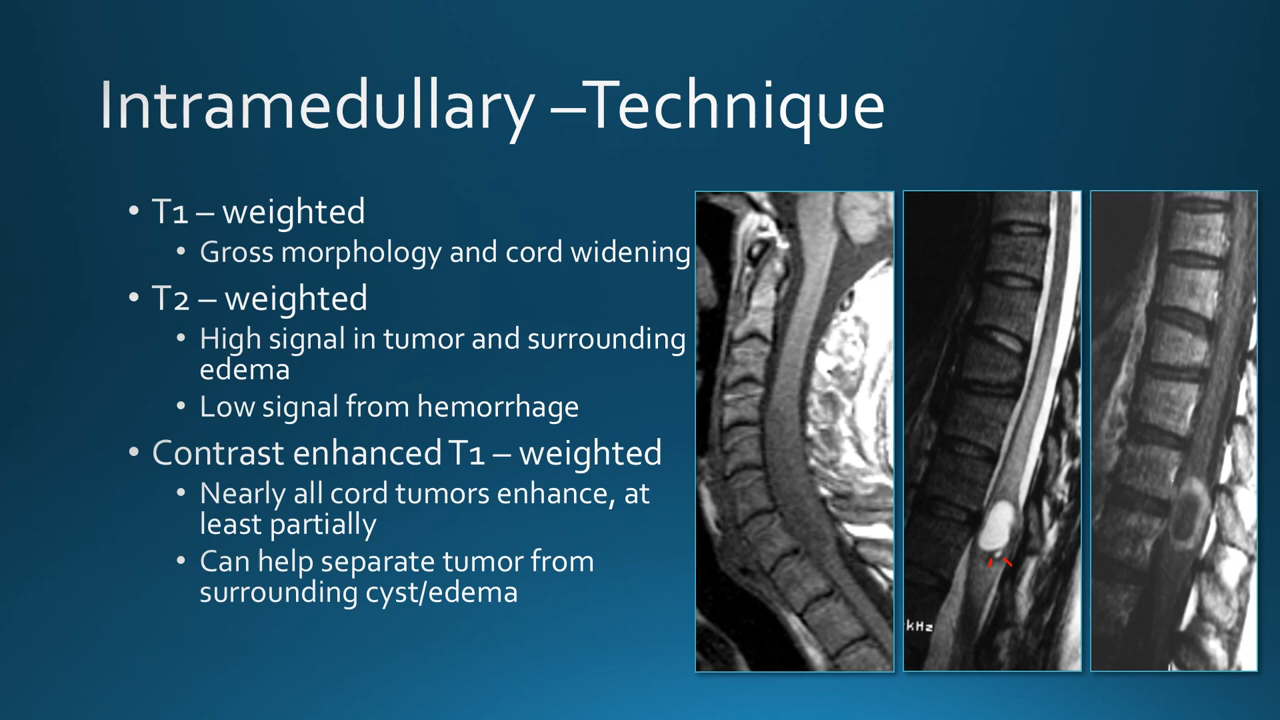 Intramedullary –Technique
• T1 – weighted
• Gross morphology and cord widening
• T2 – weighted
• High signal in tumor and surrounding
edema
• Low signal from hemorrhage
• Contrast enhanced T1 – weighted
• Nearly all cord tumors enhance, at
least partially
• Can help separate tumor from
surrounding cyst/edema
kHz